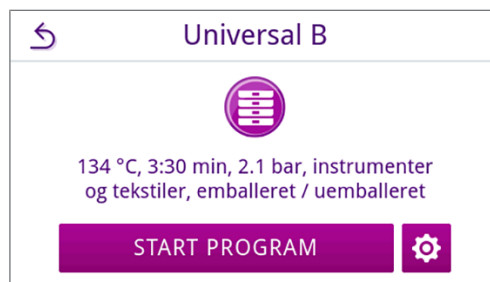 Universal B
134 °C, 3:30 min, 2.1 bar, instrumenter
og tekstiler, emballeret / uemballeret
START PROGRAM